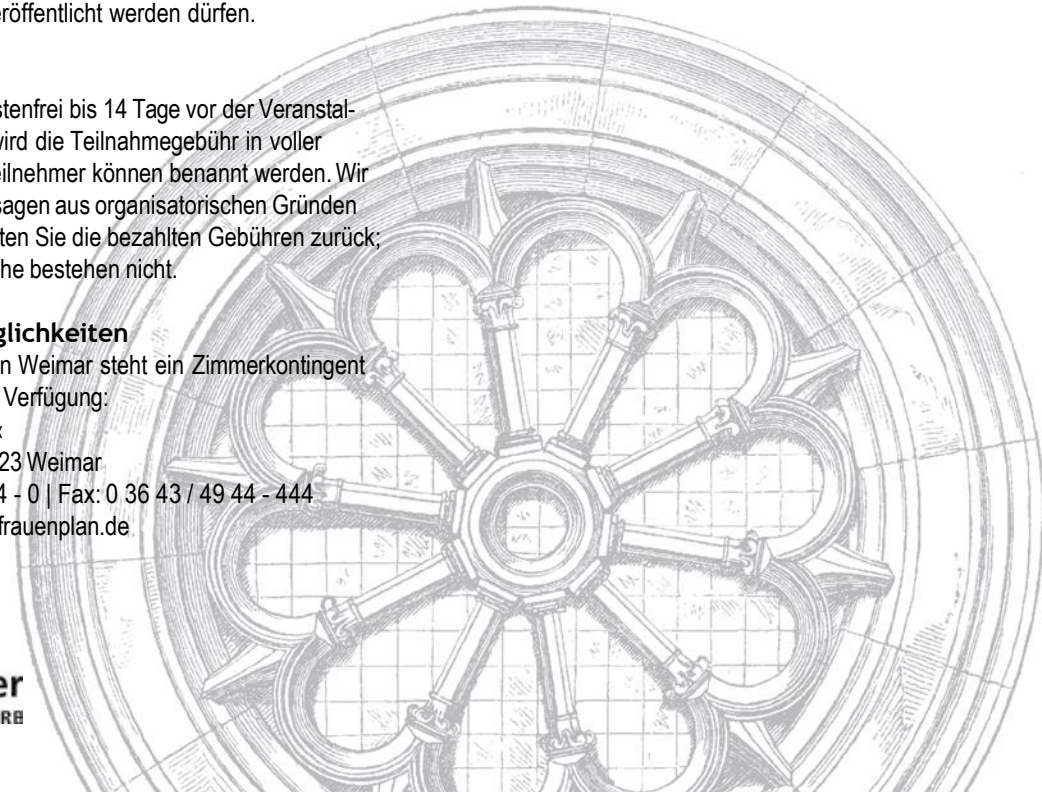 eröffentlicht werden dürfen.
stenfrei bis 14 Tage vor der Veranstal-
wird die Teilnahmegebühr in voller
eilnehmer können benannt werden. Wir
sagen aus organisatorischen Gründen
ten Sie die bezahlten Gebühren zurück;
che bestehen nicht.
glichkeiten
n Weimar steht ein Zimmerkontingent
Verfügung:
x
23 Weimar
4 - 0 | Fax: 0 36 43 / 49 44 - 444
frauenplan.de
er
RB